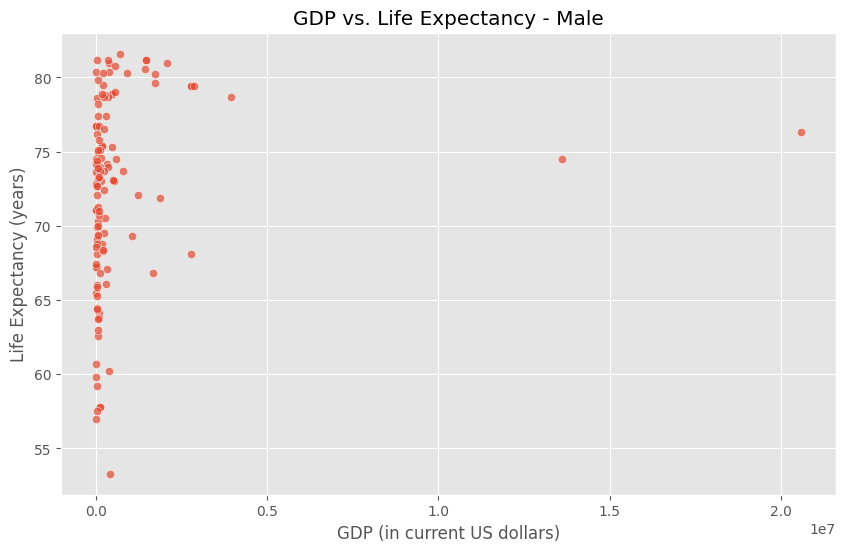 GDP vs. Life Expectancy - Male
Life Expectancy (years)
80
75
70
65
60
55
0.0 0.5 1.0 1.5 2.0
1e7
GDP (in current US dollars)